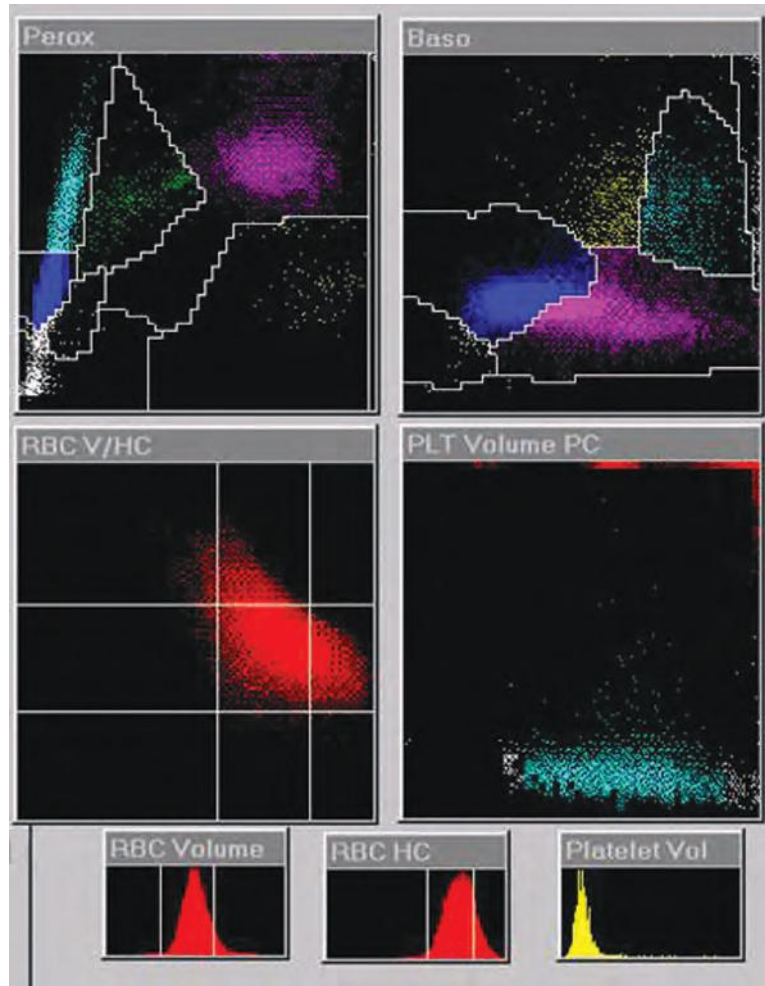 Perox
Baso
RBC V/HC
PLT Volume PC
RBC Volume
RBC HC
Platelet Vol